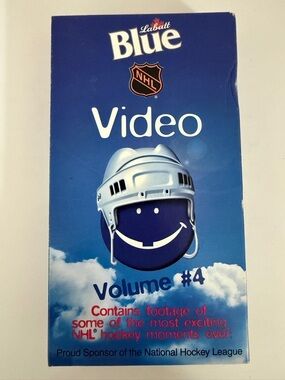 Labatt
Blue
NHL
Video
Volume #4
Contains footage of
some of the most exciting
NHL® hockey moments ever!
Proud Sponsor of the National Hockey League